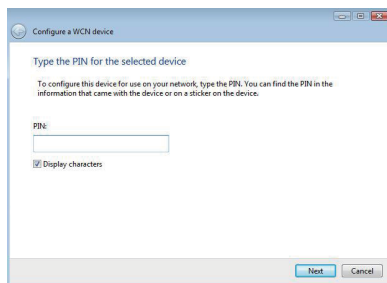 Configure a WCN device
Type the PIN for the selected device
To configure this device for use on your network, type the PIN. You can find the PIN in the
information that came with the device or on a sticker on the device.
PIN:
Display characters
Next Cancel